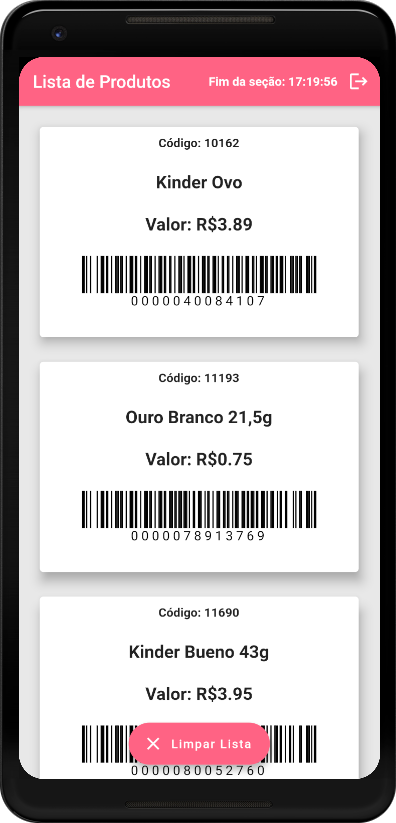 Lista de Produtos
Fim da seção: 17:19:56
Código: 10162
Kinder Ovo
Valor: R$3.89
0000040084107
Código: 11193
Ouro Branco 21,5g
Valor: R$0.75
0000078913769
Código: 11690
Kinder Bueno 43g
Valor: R$3.95
Limpar Lista
0000080052760